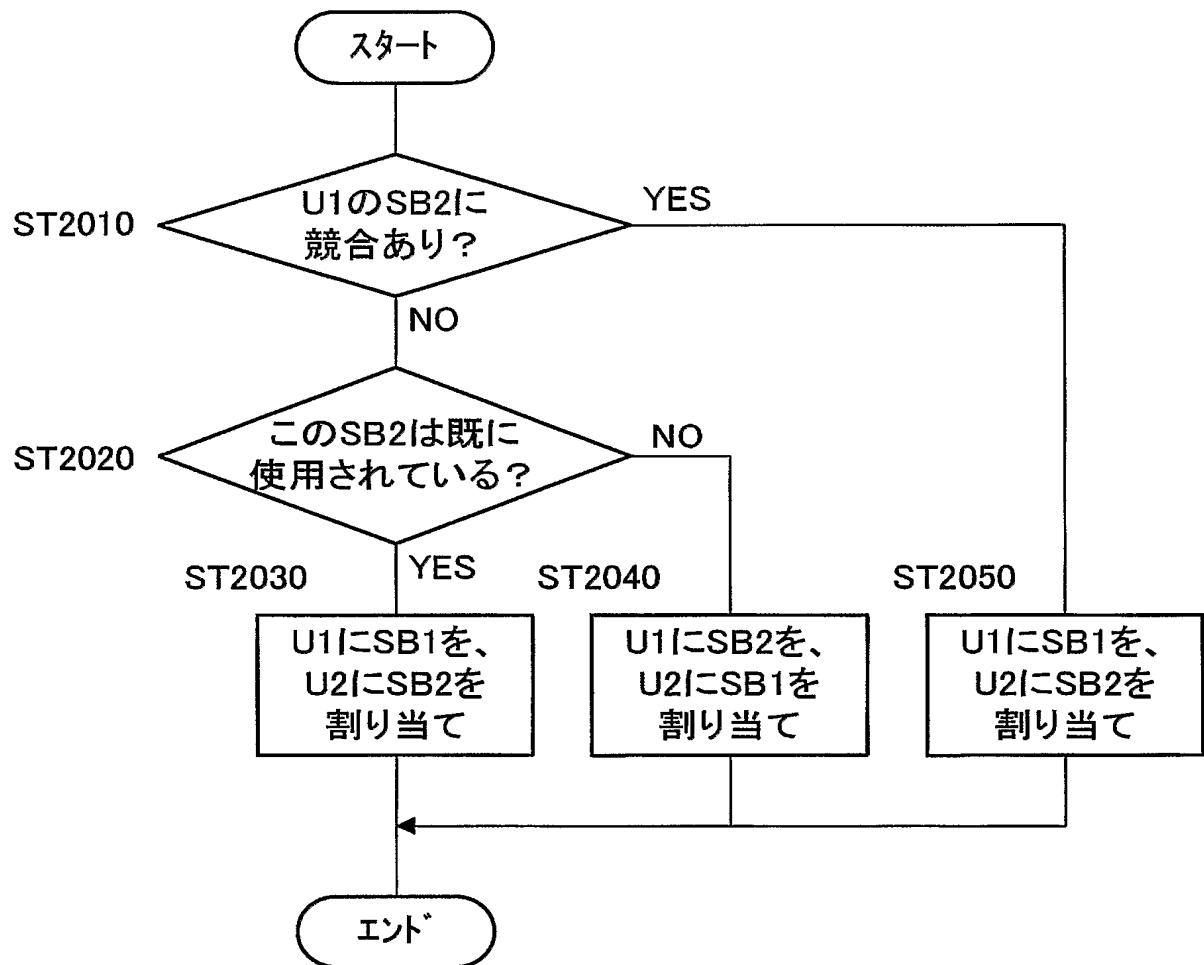 スタート
ST2010
U1のSB2に
競合あり?
YES
NO
ST2020
このSB2は既に
使用されている?
NO
YES
ST2030
U1にSB1を、
U2にSB2を
割り当て
ST2040
U1にSB2を、
U2にSB1を
割り当て
ST2050
U1にSB1を、
U2にSB2を
割り当て
エンド